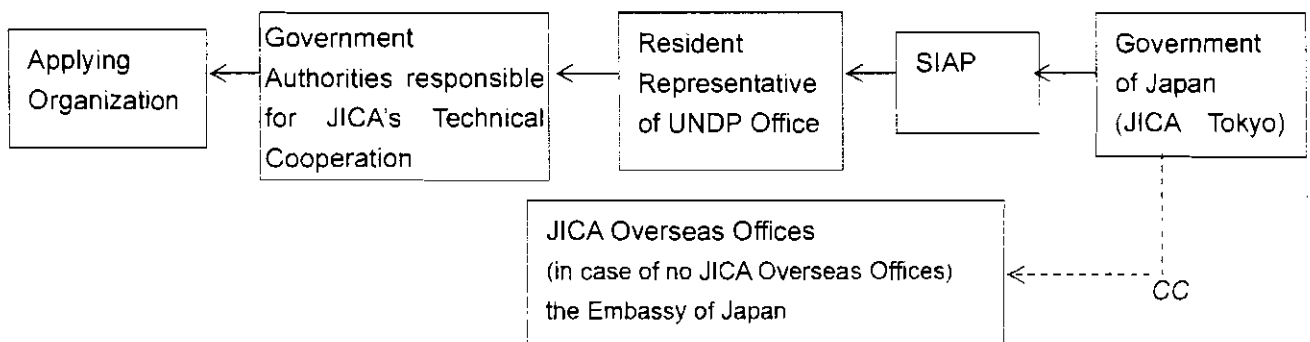 Applying
Organization
Government
Authorities responsible
for JICA's Technical
Cooperation
Resident
Representative
of UNDP Office
SIAP
Government
of Japan
(JICA Tokyo)
JICA Overseas Offices
(in case of no JICA Overseas Offices)
the Embassy of Japan
CC